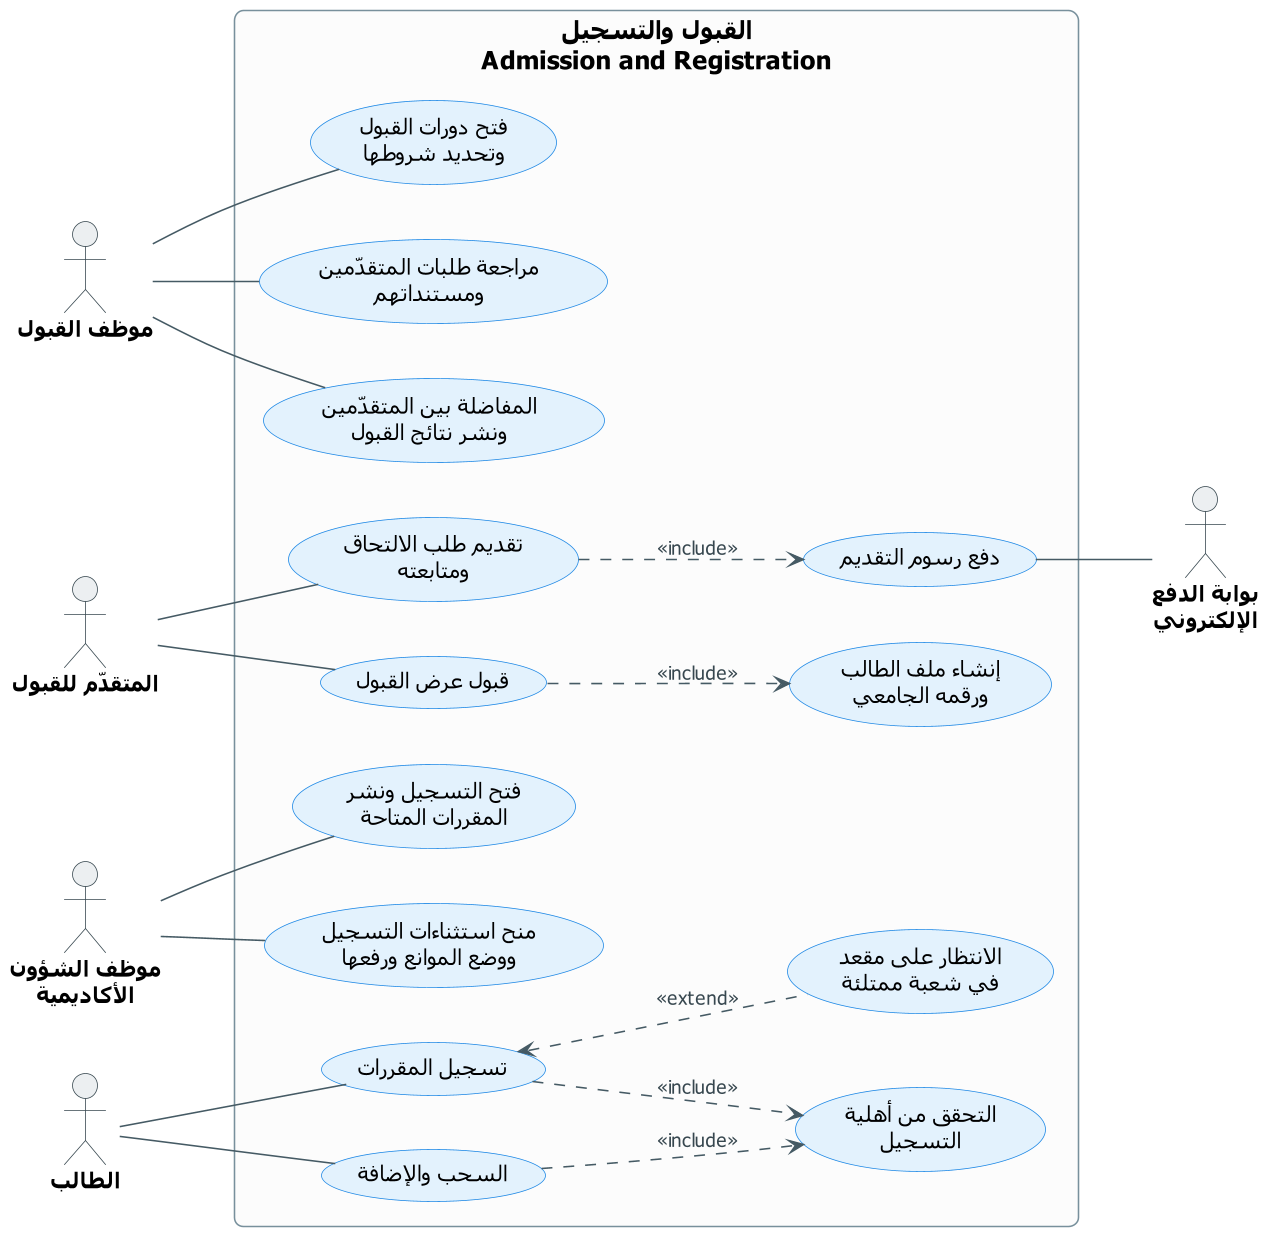 القبول والتسجيل
Admission and Registration
فتح دورات القبول
وتحديد شروطها
مراجعة طلبات المتقدّمين
ومستنداتهم
موظف القبول
المفاضلة بين المتقدّمين
ونشر نتائج القبول
تقديم طلب الالتحاق
ومتابعته
«include»
دفع رسوم التقديم
بوابة الدفع
الإلكتروني
المتقدّم للقبول
قبول عرض القبول
«include»
إنشاء ملف الطالب
ورقمه الجامعي
فتح التسجيل ونشر
المقررات المتاحة
موظف الشؤون
الأكاديمية
منح استثناءات التسجيل
ووضع الموانع ورفعها
الانتظار على مقعد
في شعبة ممتلئة
«extend»
تسجيل المقررات
«include»
التحقق من أهلية
التسجيل
«include»
السحب والإضافة
الطالب